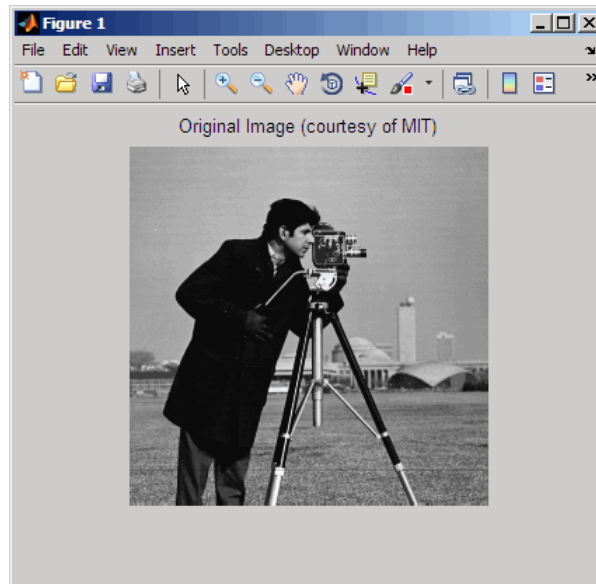 Figure 1
File Edit View Insert Tools Desktop Window Help
Original Image (courtesy of MIT)